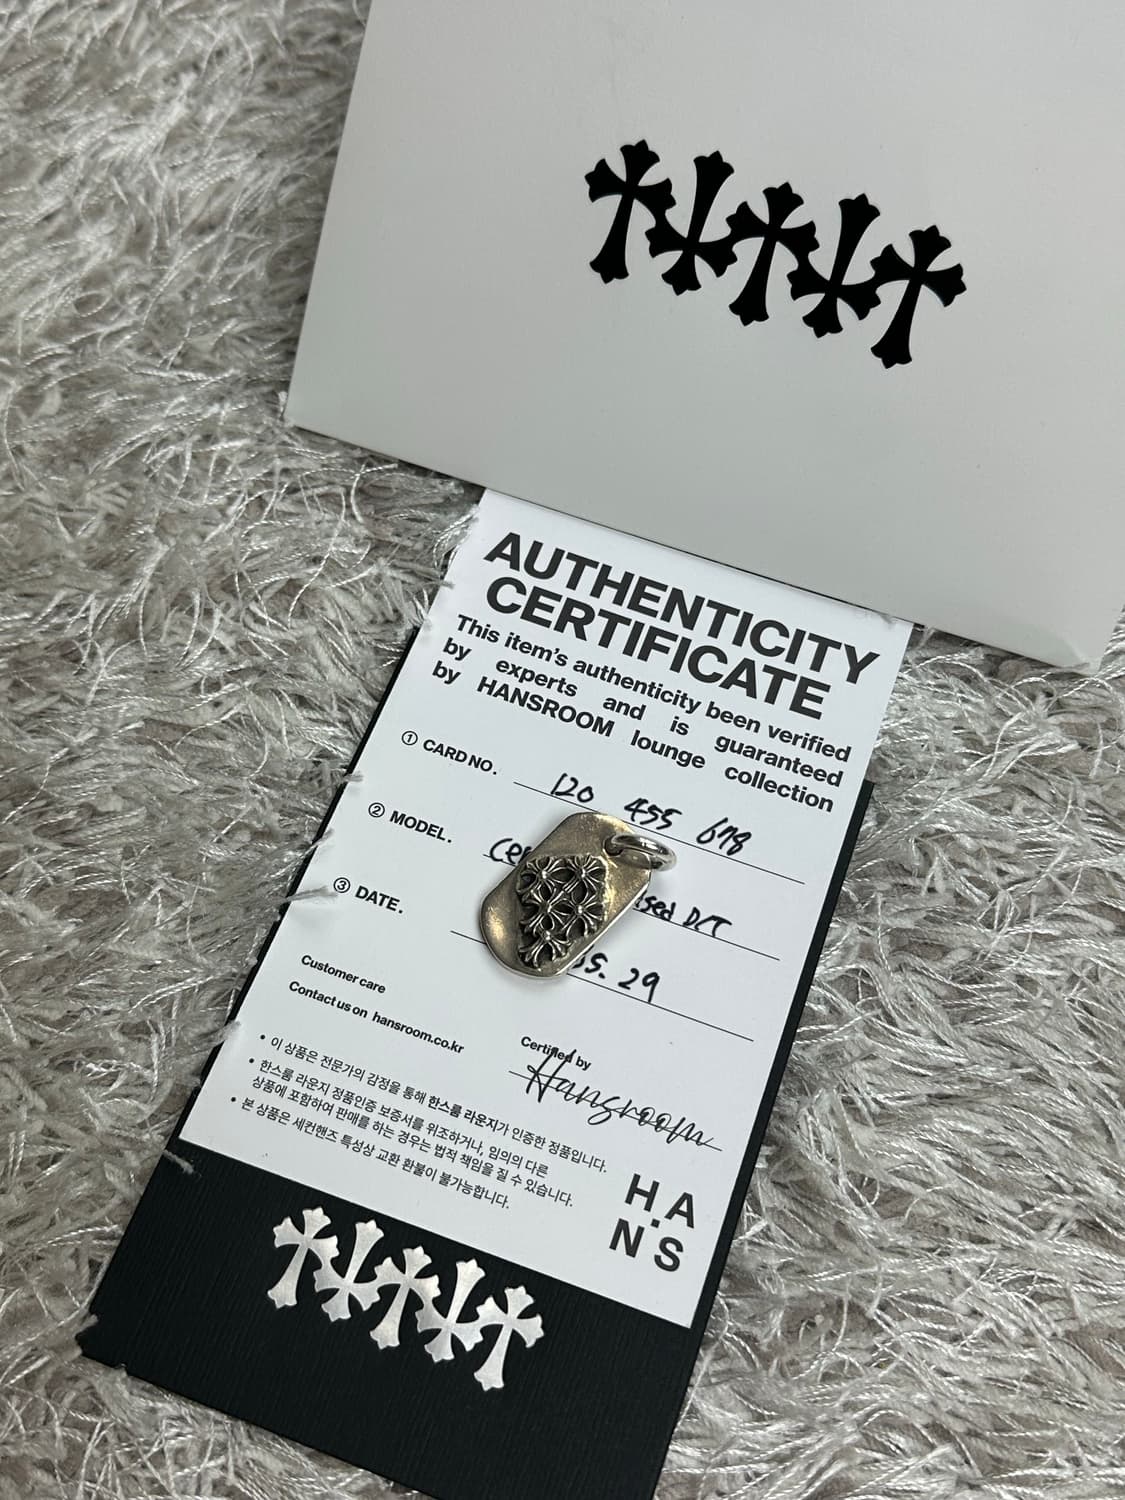 AUTHENTICITY
CERTIFICATE
This item's authenticity been verified
by experts and is guaranteed
by HANSROOM lounge collection
① CARD NO. 120 455 678
② MODEL. D/T
③ DATE. 29
Customer care
Contact us on hansroom.co.kr
Certified by
Hansroom
• 이 상품은 전문가의 감정을 통해 한스룸 라운지가 인증한 정품입니다.
• 한스룸 라운지 정품인증 보증서를 위조하거나, 임의의 다른
상품에 포함하여 판매를 하는 경우는 법적 책임을 질 수 있습니다.
• 본 상품은 세컨핸즈 특성상 교환 환불이 불가능합니다.
H.A
N'S